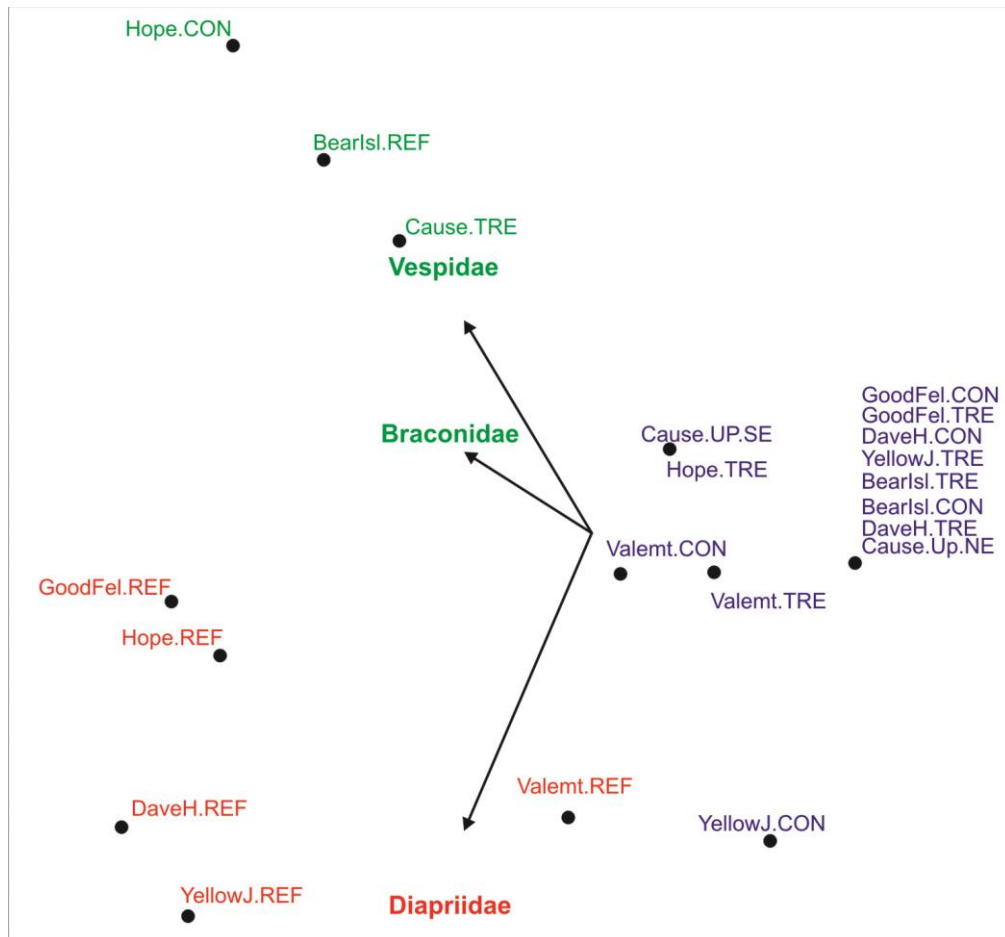 Hope.CON
BearIsl.REF
Cause.TRE
Vespidae
GoodFel.CON
GoodFel.TRE
DaveH.CON
YellowJ.TRE
BearIsl.TRE
BearIsl.CON
DaveH.TRE
Cause.Up.NE
Braconidae
Cause.UP.SE
Hope.TRE
Valemt.CON
Valemt.TRE
GoodFel.REF
Hope.REF
Valemt.REF
DaveH.REF
YellowJ.CON
YellowJ.REF
Diapriidae